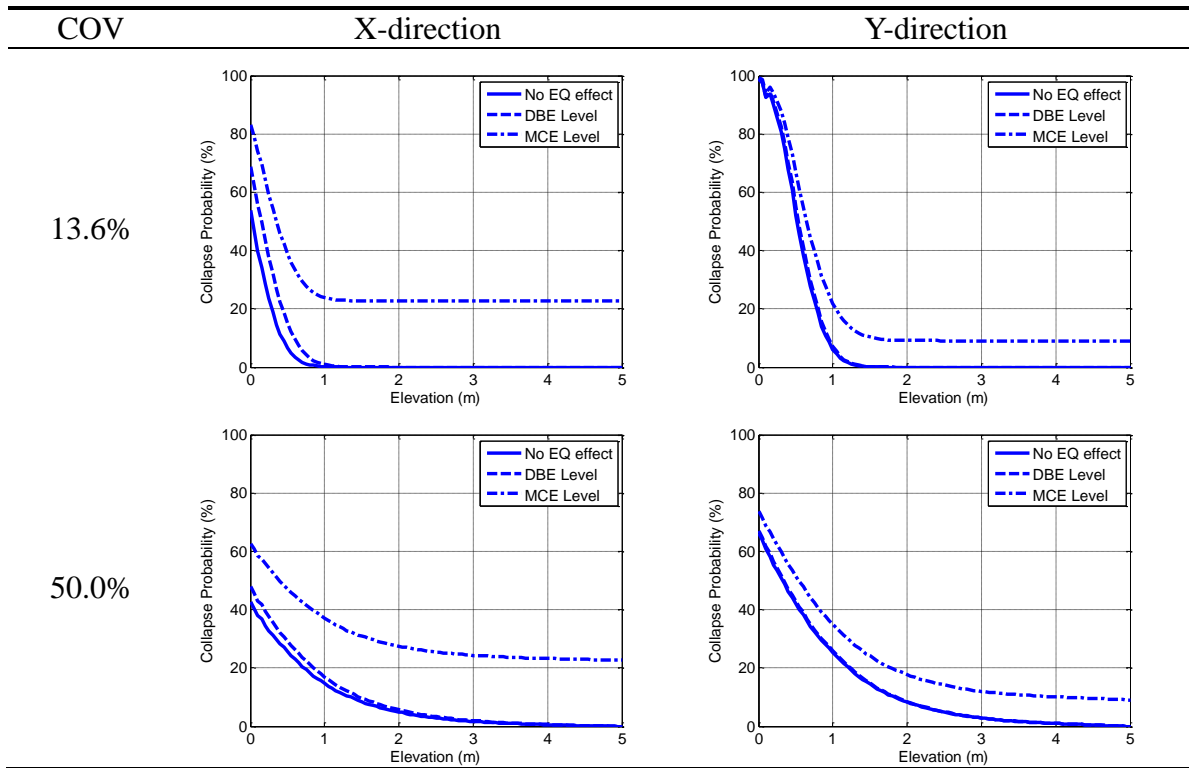 COV X-direction Y-direction
13.6%
100
80
60
40
20
0
Collapse Probability (%)
No EQ effect
DBE Level
MCE Level
0 1 2 3 4 5
Elevation (m)
100
80
60
40
20
0
Collapse Probability (%)
No EQ effect
DBE Level
MCE Level
0 1 2 3 4 5
Elevation (m)
50.0%
100
80
60
40
20
0
Collapse Probability (%)
No EQ effect
DBE Level
MCE Level
0 1 2 3 4 5
Elevation (m)
100
80
60
40
20
0
Collapse Probability (%)
No EQ effect
DBE Level
MCE Level
0 1 2 3 4 5
Elevation (m)